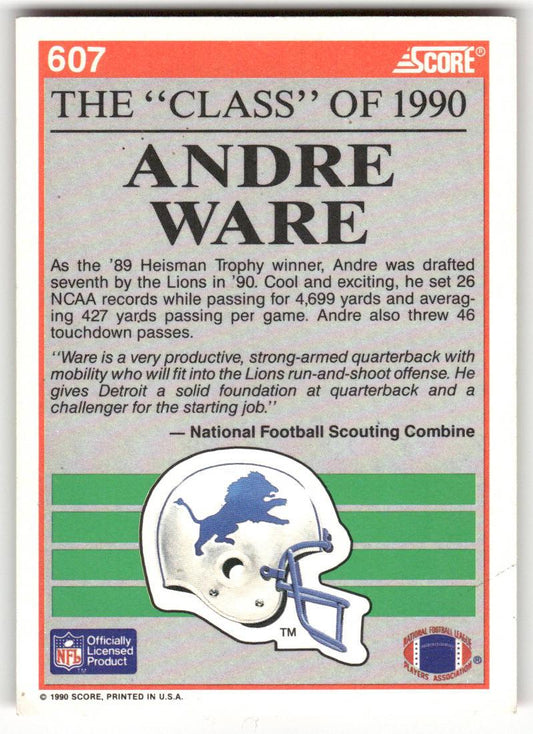 607
SCORE®
THE "CLASS" OF 1990
ANDRE
WARE
As the '89 Heisman Trophy winner, Andre was drafted
seventh by the Lions in '90. Cool and exciting, he set 26
NCAA records while passing for 4,699 yards and averag-
ing 427 yards passing per game. Andre also threw 46
touchdown passes.
"Ware is a very productive, strong-armed quarterback with
mobility who will fit into the Lions run-and-shoot offense. He
gives Detroit a solid foundation at quarterback and a
challenger for the starting job."
— National Football Scouting Combine
TM
NFL
TM
Officially
Licensed
Product
NATIONAL FOOTBALL LEAGUE
PLAYERS ASSOCIATION
®
© 1990 SCORE, PRINTED IN U.S.A.